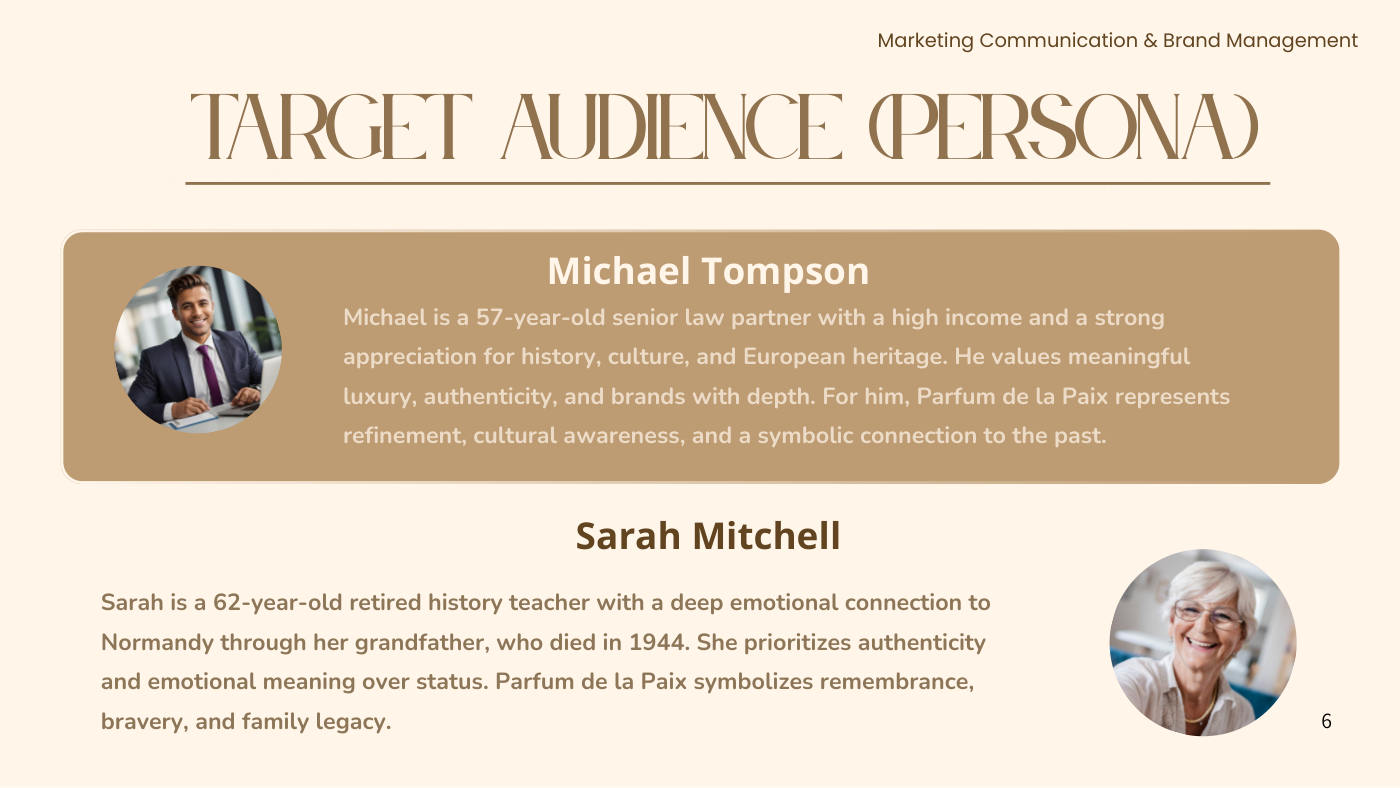 Marketing Communication & Brand Management
TARGET AUDIENCE (PERSONA)
Michael Tompson
Michael is a 57-year-old senior law partner with a high income and a strong
appreciation for history, culture, and European heritage. He values meaningful
luxury, authenticity, and brands with depth. For him, Parfum de la Paix represents
refinement, cultural awareness, and a symbolic connection to the past.
Sarah Mitchell
Sarah is a 62-year-old retired history teacher with a deep emotional connection to
Normandy through her grandfather, who died in 1944. She prioritizes authenticity
and emotional meaning over status. Parfum de la Paix symbolizes remembrance,
bravery, and family legacy.
6